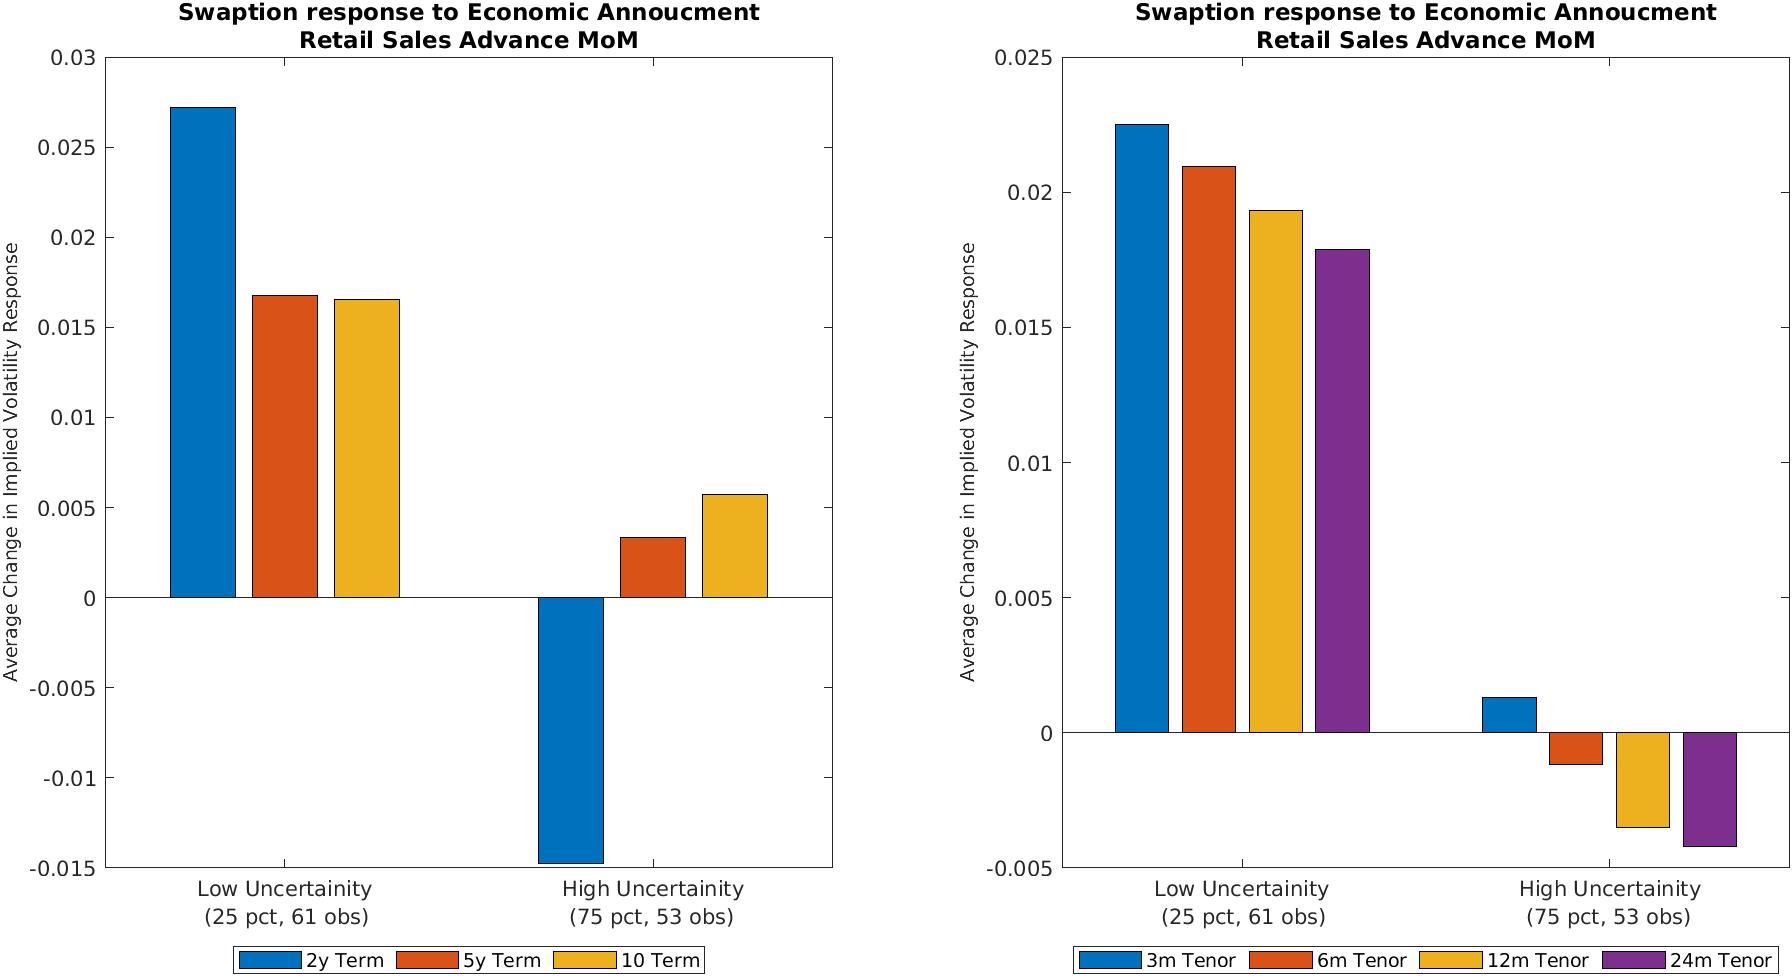 Swaption response to Economic Annoucment
Retail Sales Advance MoM
0.03
0.025
0.02
0.015
0.01
0.005
0
-0.005
-0.01
-0.015
Average Change in Implied Volatility Response
Low Uncertainity
(25 pct, 61 obs)
High Uncertainity
(75 pct, 53 obs)
2y Term
5y Term
10 Term
Swaption response to Economic Annoucment
Retail Sales Advance MoM
0.025
0.02
0.015
0.01
0.005
0
-0.005
Average Change in Implied Volatility Response
Low Uncertainity
(25 pct, 61 obs)
High Uncertainity
(75 pct, 53 obs)
3m Tenor
6m Tenor
12m Tenor
24m Tenor